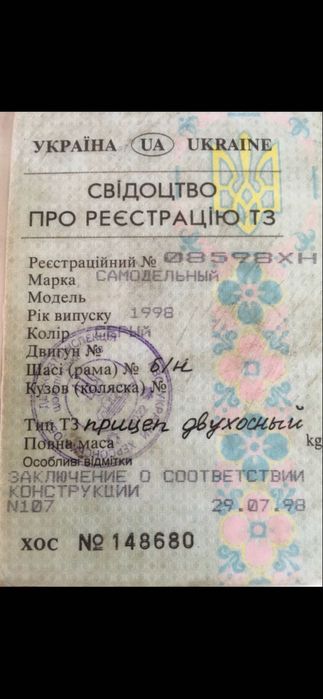 УКРАЇНА UA UKRAINE
СВІДОЦТВО
ПРО РЕЄСТРАЦІЮ ТЗ
Реєстраційний № 08598ХН
Марка САМОДЕЛЬНЫЙ
Модель
Рік випуску 1998
Колір СЕРЫЙ
Двигун №
Шасі (рама) № б/н
Кузов (коляска) №
Тип ТЗ прицеп двухосный
Повна маса kg
Особливі відмітки
ЗАКЛЮЧЕНИЕ О СООТВЕТСТВИИ
КОНСТРУКЦИИ
N107 29.07.98
ХОС № 148680